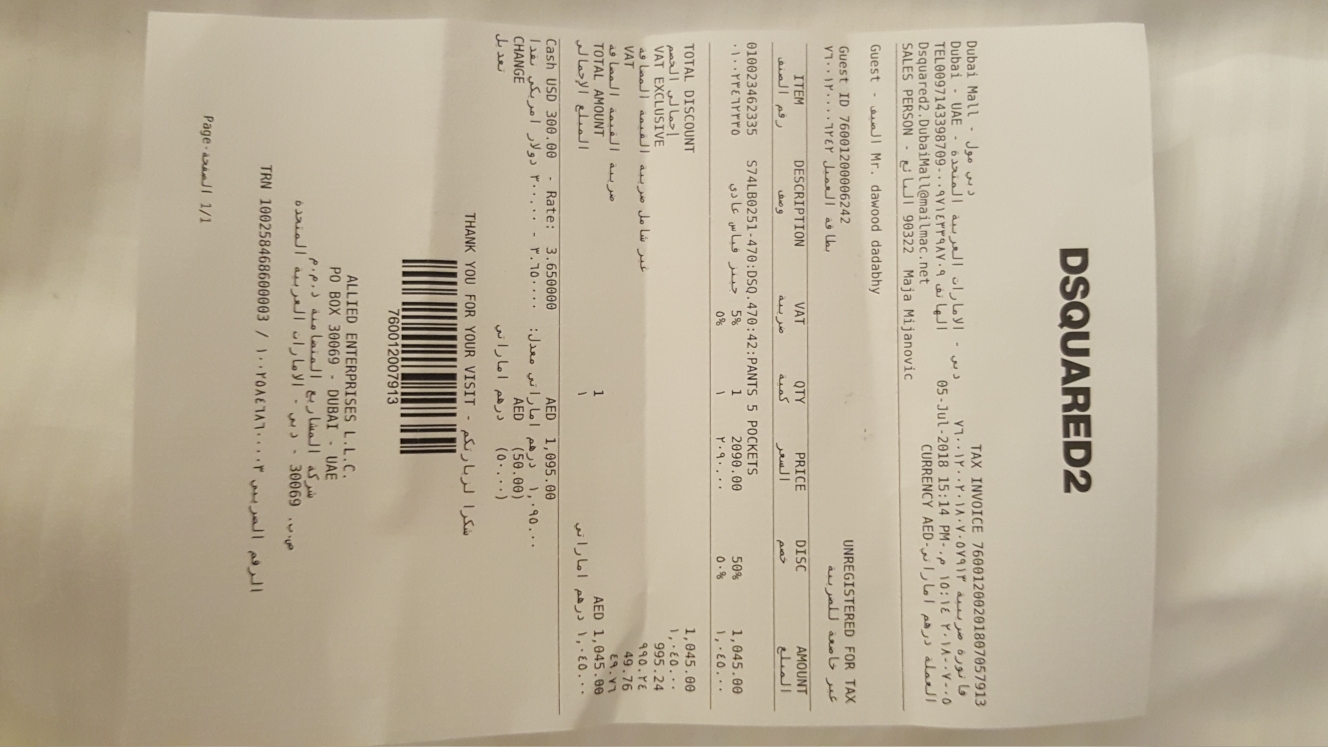 DSQUARED2
Dubai Mall - دبي مول
TAX INVOICE 76001200201807057913
Dubai - UAE - دبي - الامارات العربية المتحدة
فاتورة ضريبية ٧٦٠٠١٢٠٠٢٠١٨٠٧٠٥٧٩١٣
TEL0097143398709-٠٠٩٧١٤٣٣٩٨٧٠٩ الهاتف
05-Jul-2018 15:14 PM-٢٠١٨-٠٧-٠٥ ١٥:١٤ م
Dsquared2.DubaiMall@mailmac.net
CURRENCY AED-العملة درهم اماراتي
SALES PERSON - البائع 90322 Maja Mijanovic
Guest - الضيف Mr. dawood dadabhy
Guest ID 760012000006242
UNREGISTERED FOR TAX
بطاقة العميل ٧٦٠٠١٢٠٠٠٠٠٦٢٤٢
غير خاضعة للضريبة
ITEM DESCRIPTION VAT QTY PRICE DISC AMOUNT
رقم الصنف وصف ضريبة كمية السعر خصم المبلغ
010023462335 S74LB0251-470:DSQ.470:42:PANTS 5 POCKETS
5% 1 2090.00 50% 1,045.00
٠١٠٠٢٣٤٦٢٣٣٥ جينز قياس عادي ٥% ١ ٢٠٩٠.٠٠ ٥٠% ١,٠٤٥.٠٠
TOTAL DISCOUNT 1,045.00
إجمالي الخصم ١,٠٤٥.٠٠
VAT EXCLUSIVE 995.24
غير شامل ضريبة القيمة المضافة ٩٩٥.٢٤
VAT 49.76
ضريبة القيمة المضافة ٤٩.٧٦
TOTAL AMOUNT 1 AED 1,045.00
المبلغ الإجمالي ١ ١,٠٤٥.٠٠ درهم اماراتي
Cash USD 300.00 - Rate: 3.650000 AED 1,095.00
٣٠٠.٠٠ دولار امريكي نقدا - ٣.٦٥٠٠٠٠ معدل: ١,٠٩٥.٠٠ درهم اماراتي
CHANGE AED (50.00)
تعديل (٥٠.٠٠) درهم اماراتي
THANK YOU FOR YOUR VISIT - شكرا لزيارتكم
760012007913
ALLIED ENTERPRISES L.L.C.
PO BOX 30069 - DUBAI - UAE
شركة المشاريع المتضامنة ذ.م.م
ص.ب. 30069 - دبي - الامارات العربية المتحدة
TRN 100258468600003 / الرقم الضريبي ١٠٠٢٥٨٤٦٨٦٠٠٠٠٣
Page-الصفحة 1/1